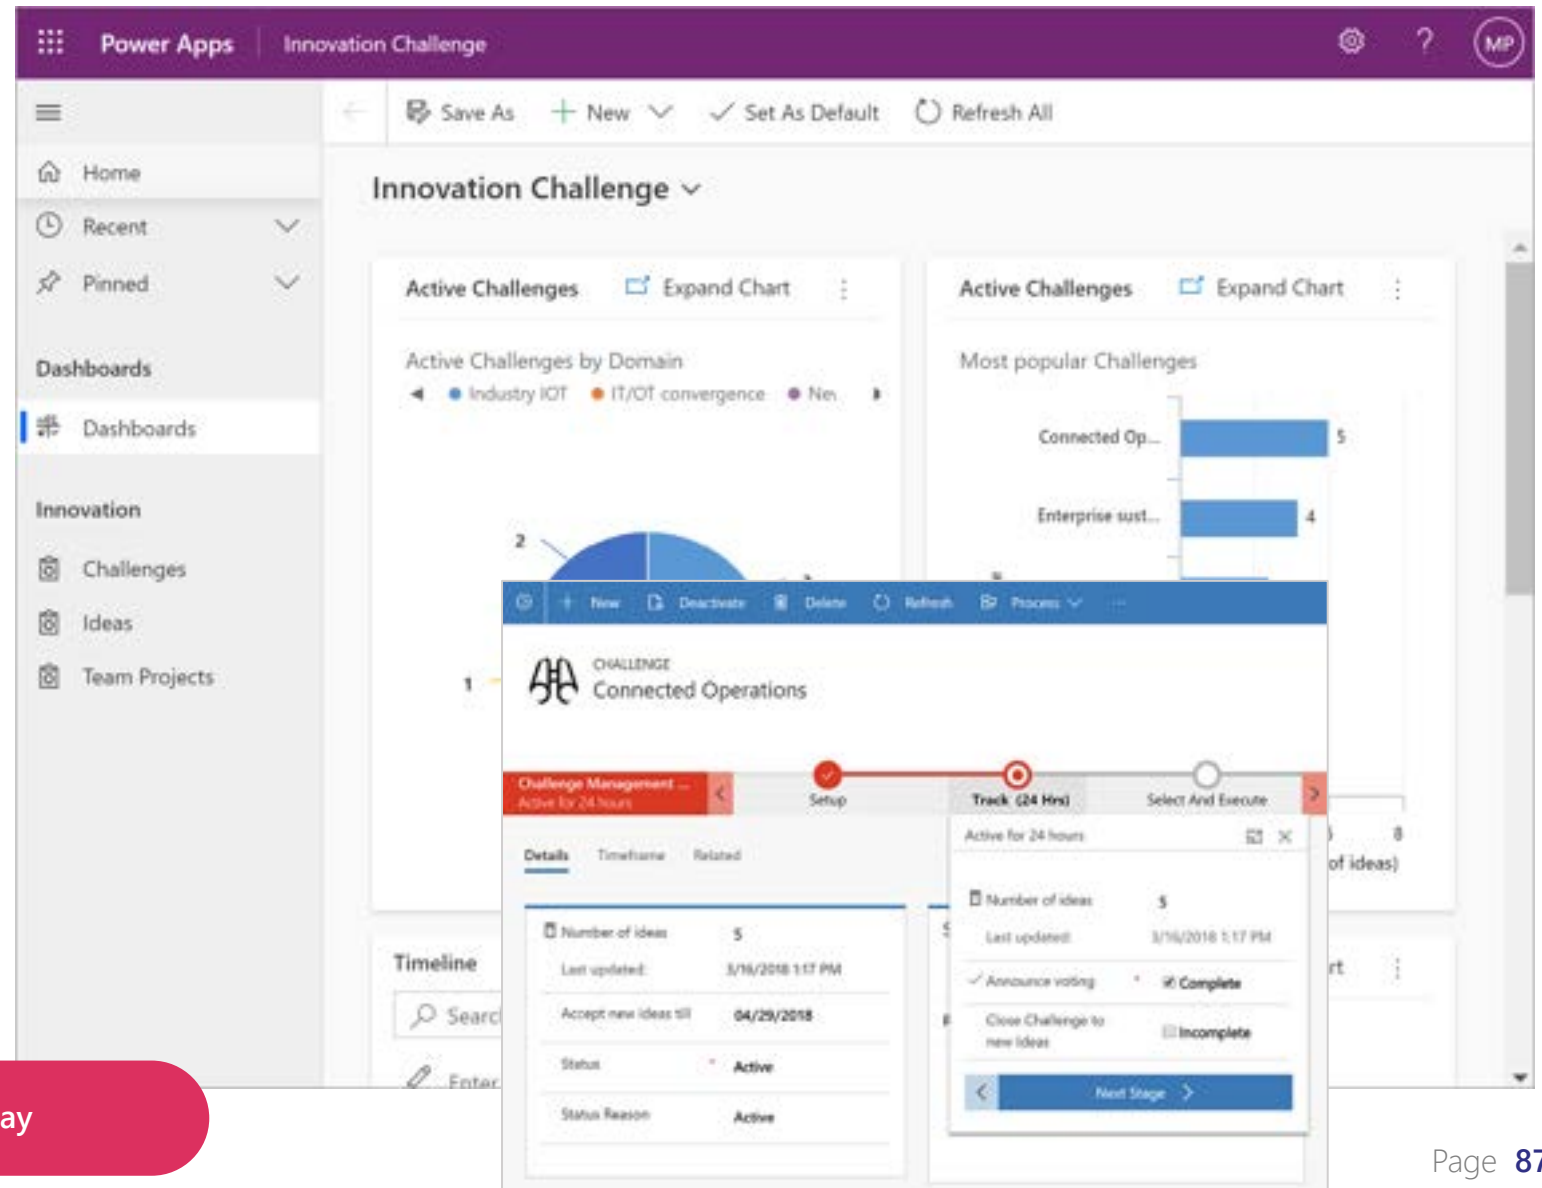 Power Apps Innovation Challenge MP
Save As New Set As Default Refresh All
Home
Recent
Pinned
Dashboards
Dashboards
Innovation
Challenges
Ideas
Team Projects
Innovation Challenge
Active Challenges Expand Chart
Active Challenges by Domain
Industry IOT IT/OT convergence
2
1
Active Challenges Expand Chart
Most popular Challenges
Connected Op... 5
Enterprise sust... 4
8
of ideas)
Timeline
Searc
Enter
rt
New Deactivate Delete Refresh Process ...
CHALLENGE
Connected Operations
Challenge Management ...
Active for 24 hours
Setup Track (24 Hrs) Select And Execute
Details Timeframe Related
Number of ideas 5
Last updated: 3/16/2018 1:17 PM
Accept new ideas till 04/29/2018
Status * Active
Status Reason Active
Active for 24 hours
Number of ideas 5
Last updated: 3/16/2018 1:17 PM
Announce voting * Complete
Close Challenge to
new Ideas
Incomplete
Next Stage
ay
Page 87